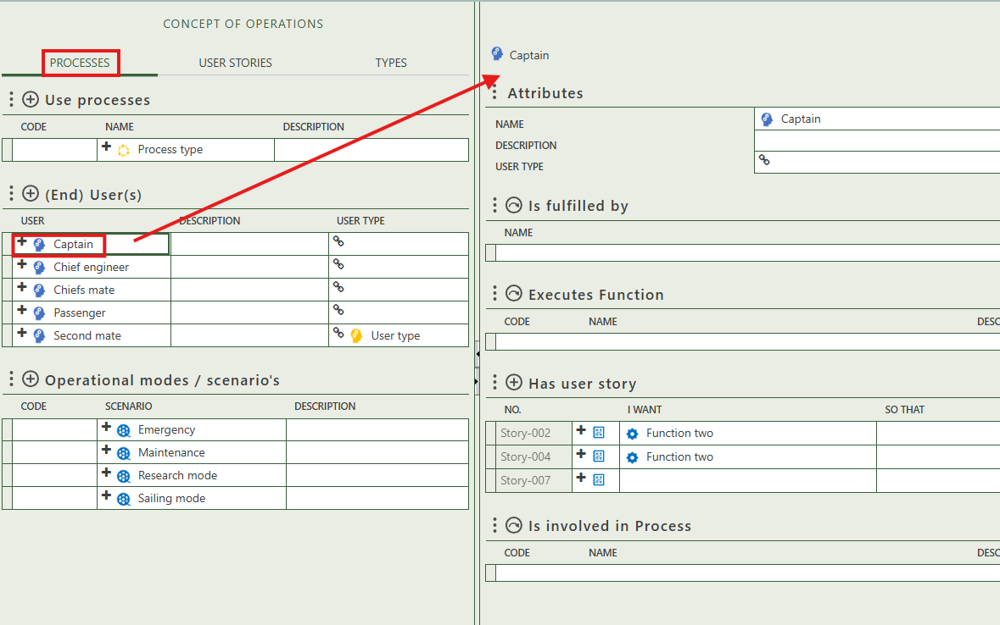 CONCEPT OF OPERATIONS
PROCESSES USER STORIES TYPES
Use processes
CODE NAME DESCRIPTION
Process type
(End) User(s)
USER DESCRIPTION USER TYPE
Captain
Chief engineer
Chiefs mate
Passenger
Second mate User type
Operational modes / scenario's
CODE SCENARIO DESCRIPTION
Emergency
Maintenance
Research mode
Sailing mode
Captain
Attributes
NAME Captain
DESCRIPTION
USER TYPE
Is fulfilled by
NAME
Executes Function
CODE NAME DESC
Has user story
NO. I WANT SO THAT
Story-002 Function two
Story-004 Function two
Story-007
Is involved in Process
CODE NAME DESC